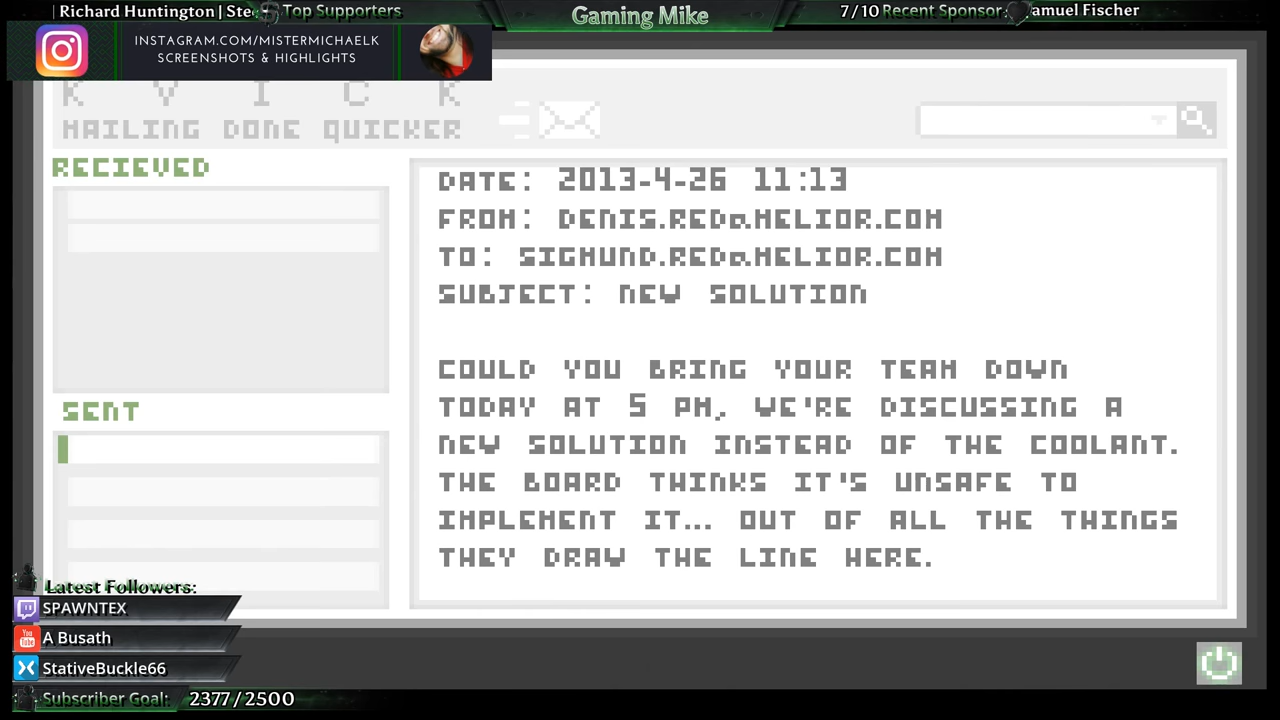 Richard Huntington | Ste
Top Supporters
Gaming Mike
7/10 Recent Sponsor
amuel Fischer
INSTAGRAM.COM/MISTERMICHAELK
SCREENSHOTS & HIGHLIGHTS
K V I C K
MAILING DONE QUICKER
RECIEVED
SENT
DATE: 2013-4-26 11:13
FROM: DENIS.RED@HELIOR.COM
TO: SIGMUND.RED@HELIOR.COM
SUBJECT: NEW SOLUTION
COULD YOU BRING YOUR TEAM DOWN
TODAY AT 5 PM, WE'RE DISCUSSING A
NEW SOLUTION INSTEAD OF THE COOLANT.
THE BOARD THINKS IT'S UNSAFE TO
IMPLEMENT IT... OUT OF ALL THE THINGS
THEY DRAW THE LINE HERE.
Latest Followers:
SPAWNTEX
You Tube
A Busath
StativeBuckle66
Subscriber Goal: 2377/2500